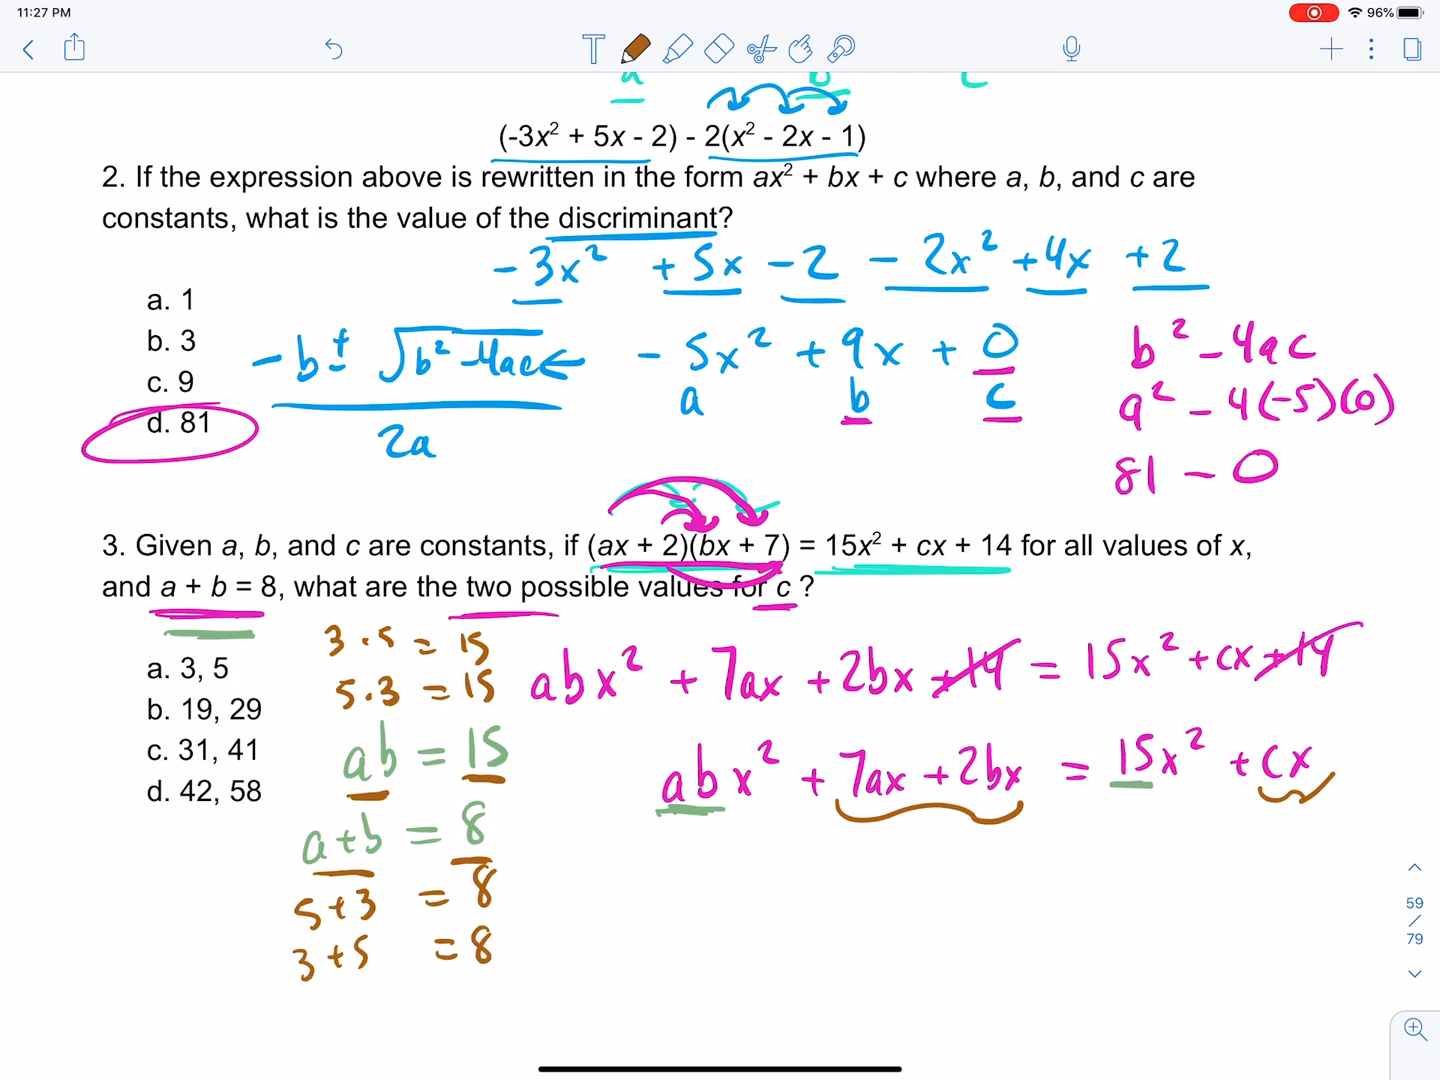 11:27 PM
96%
T
a b c
(-3x² + 5x - 2) - 2(x² - 2x - 1)
2. If the expression above is rewritten in the form ax² + bx + c where a, b, and c are
constants, what is the value of the discriminant?
-3x² +5x -2 -2x² +4x +2
a. 1
b. 3
c. 9
d. 81
-b ± √b² -4ac
2a
-5x² + 9x + 0
a b c
b² - 4ac
9² - 4(-5)(0)
81 - 0
3. Given a, b, and c are constants, if (ax + 2)(bx + 7) = 15x² + cx + 14 for all values of x,
and a + b = 8, what are the two possible values for c ?
a. 3, 5
b. 19, 29
c. 31, 41
d. 42, 58
3 · 5 = 15
5 · 3 = 15
ab = 15
a+b = 8
5+3 = 8
3+5 = 8
abx² + 7ax + 2bx +14 = 15x² + cx +14
abx² + 7ax + 2bx = 15x² + cx
59
/
79